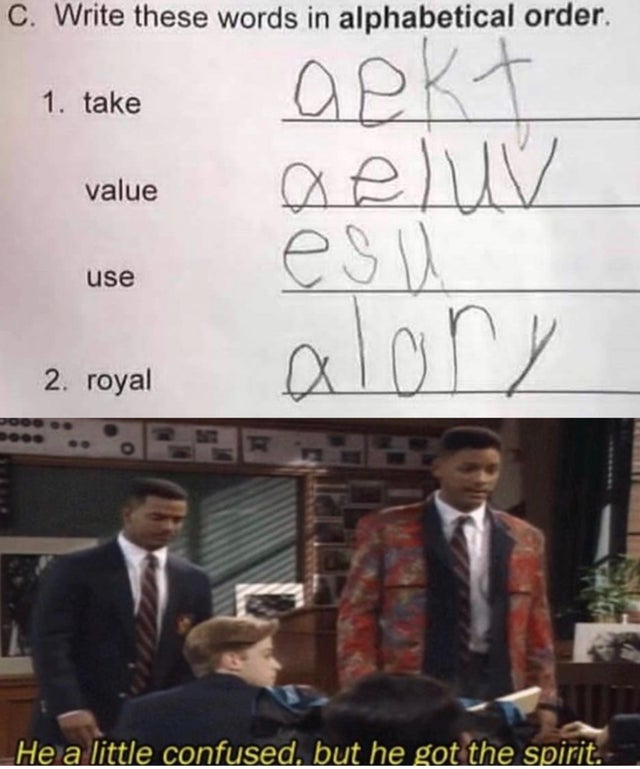 C. Write these words in alphabetical order.
1. take aekt
value aeluv
use esu
2. royal alory
He a little confused, but he got the spirit.